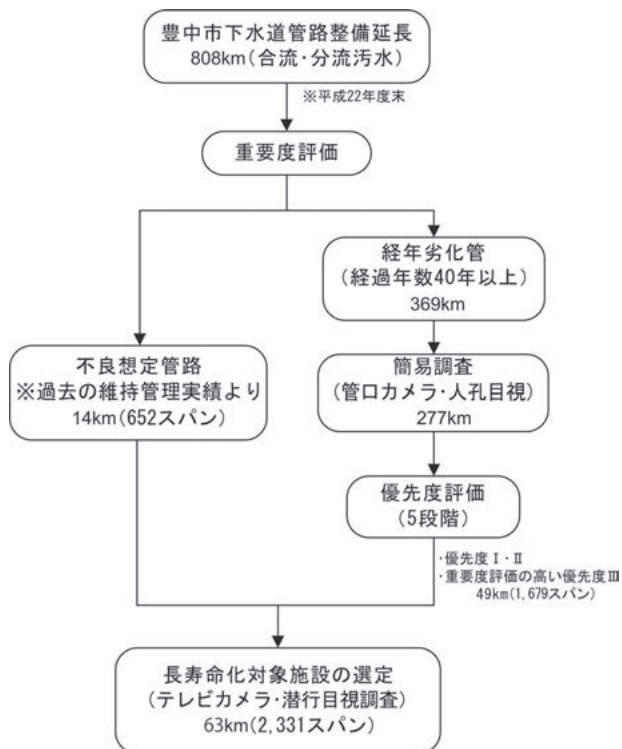 豊中市下水道管路整備延長
808km(合流・分流汚水)
※平成22年度末
重要度評価
経年劣化管
(経過年数40年以上)
369km
不良想定管路
※過去の維持管理実績より
14km(652スパン)
簡易調査
(管口カメラ・人孔目視)
277km
優先度評価
(5段階)
・優先度Ⅰ・Ⅱ
・重要度評価の高い優先度Ⅲ
49km(1,679スパン)
長寿命化対象施設の選定
(テレビカメラ・潜行目視調査)
63km(2,331スパン)